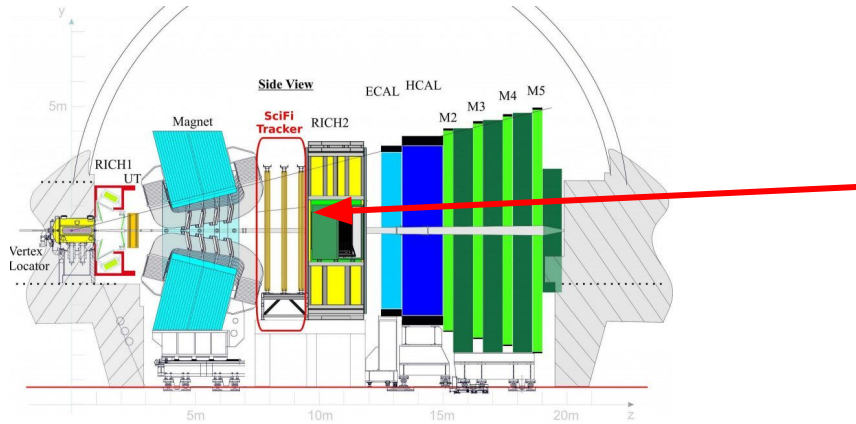 y
5m
Side View
ECAL
HCAL
M2
M3
M4
M5
Magnet
SciFi
Tracker
RICH2
RICH1
UT
Vertex
Locator
5m
10m
15m
20m
z